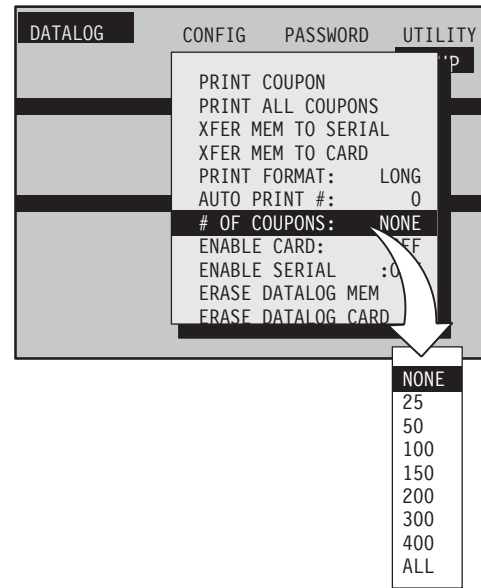 DATALOG CONFIG PASSWORD UTILITY
PRINT COUPON
PRINT ALL COUPONS
XFER MEM TO SERIAL
XFER MEM TO CARD
PRINT FORMAT: LONG
AUTO PRINT #: 0
# OF COUPONS: NONE
ENABLE CARD:
ENABLE SERIAL :
ERASE DATALOG MEM
ERASE DATALOG CARD
NONE
25
50
100
150
200
300
400
ALL